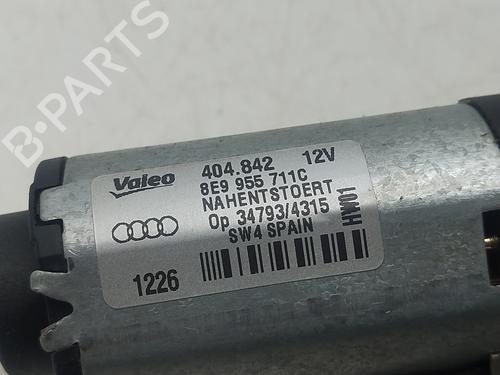 B-PARTS
Valeo
404.842 12V
8E9 955 711C
NAHENTSTOERT
Op 34793/4315
SW4 SPAIN
HW01
1226